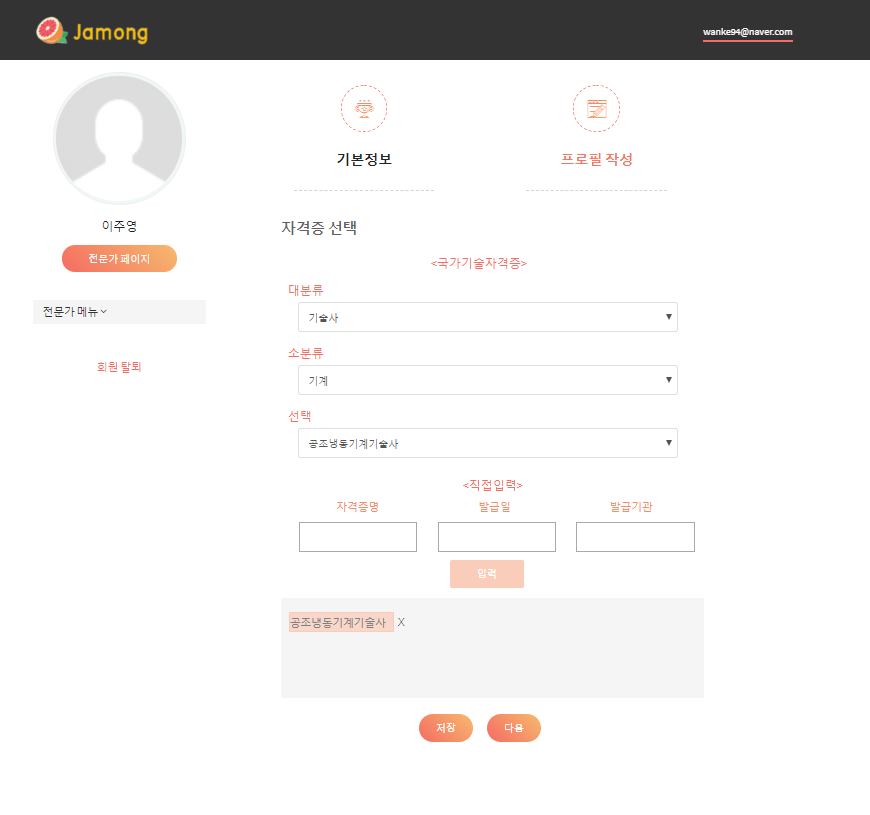 Jamong
wanke94@naver.com
이주영
전문가 페이지
전문가 메뉴
회원 탈퇴
기본정보
프로필 작성
자격증 선택
<국가기술자격증>
대분류
기술사
소분류
기계
선택
공조냉동기계기술사
<직접입력>
자격증명 발급일 발급기관
입력
공조냉동기계기술사 X
저장 다음